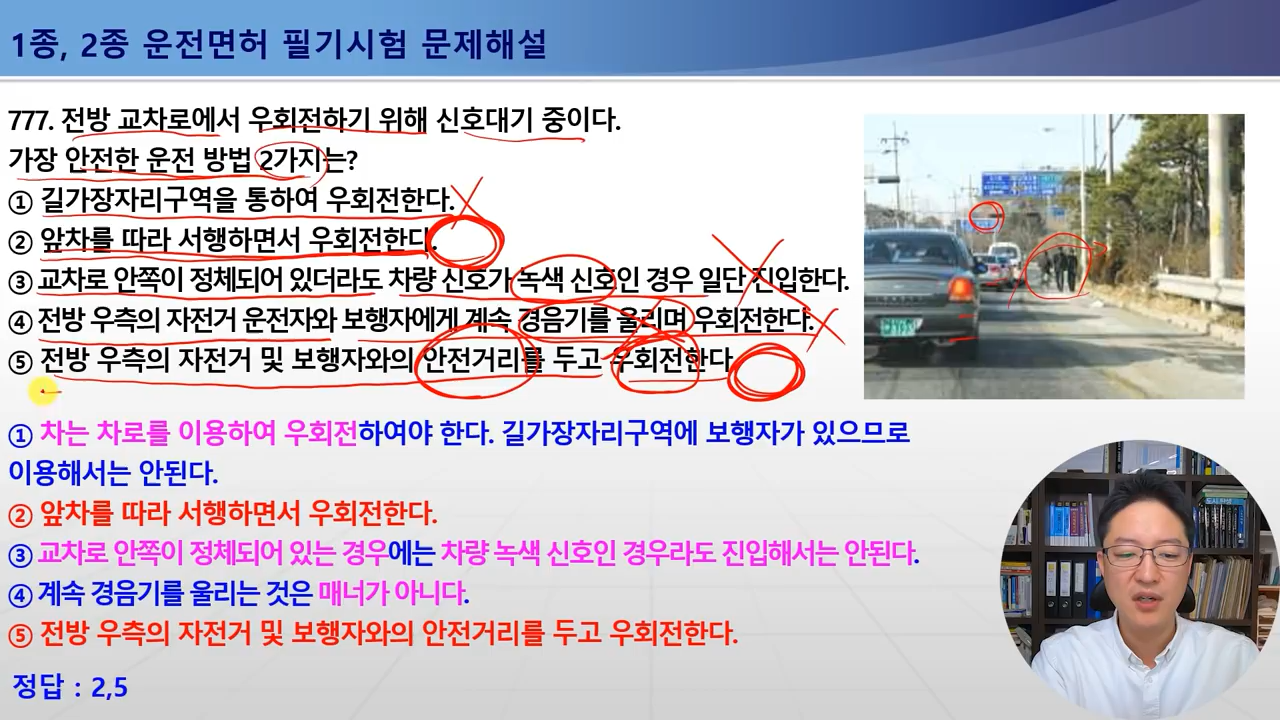 1종, 2종 운전면허 필기시험 문제해설
777. 전방 교차로에서 우회전하기 위해 신호대기 중이다.
가장 안전한 운전 방법 2가지는?
① 길가장자리구역을 통하여 우회전한다.
② 앞차를 따라 서행하면서 우회전한다.
③ 교차로 안쪽이 정체되어 있더라도 차량 신호가 녹색 신호인 경우 일단 진입한다.
④ 전방 우측의 자전거 운전자와 보행자에게 계속 경음기를 울리며 우회전한다.
⑤ 전방 우측의 자전거 및 보행자와의 안전거리를 두고 우회전한다
① 차는 차로를 이용하여 우회전하여야 한다. 길가장자리구역에 보행자가 있으므로
이용해서는 안된다.
② 앞차를 따라 서행하면서 우회전한다.
③ 교차로 안쪽이 정체되어 있는 경우에는 차량 녹색 신호인 경우라도 진입해서는 안된다.
④ 계속 경음기를 울리는 것은 매너가 아니다.
⑤ 전방 우측의 자전거 및 보행자와의 안전거리를 두고 우회전한다.
정답 : 2,5